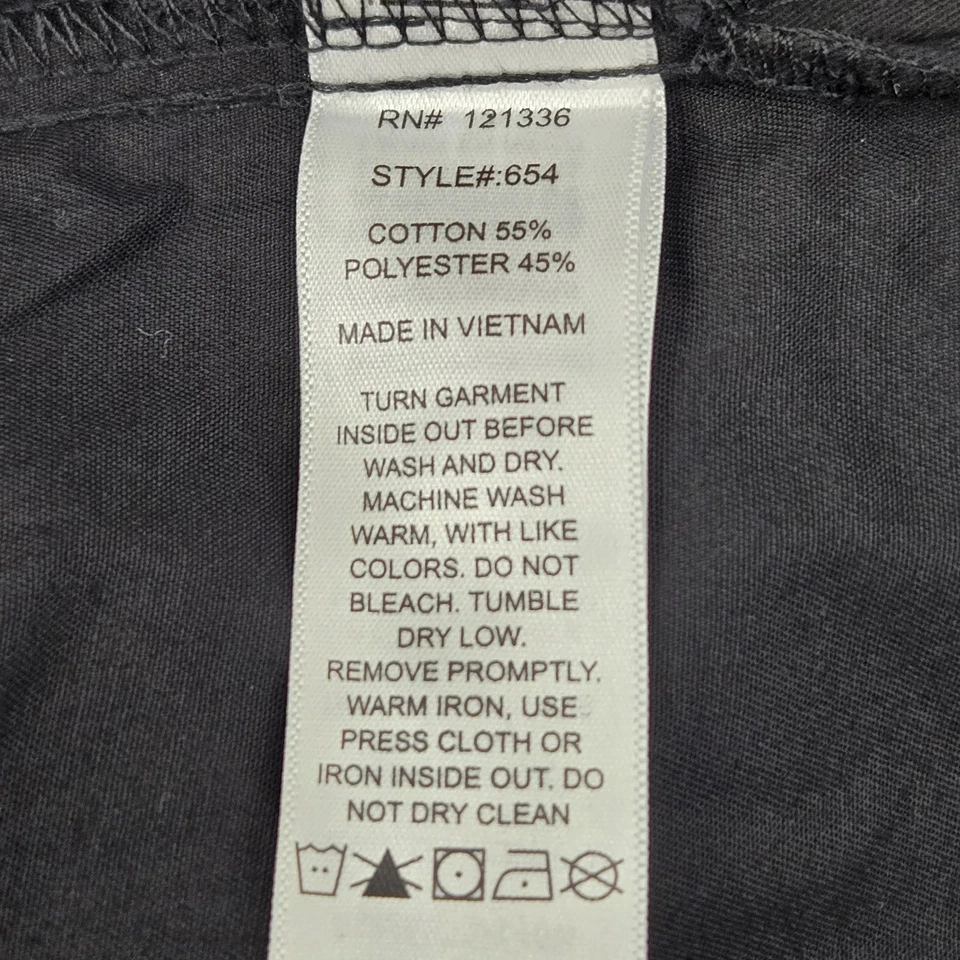 RN# 121336
STYLE#:654
COTTON 55%
POLYESTER 45%
MADE IN VIETNAM
TURN GARMENT
INSIDE OUT BEFORE
WASH AND DRY.
MACHINE WASH
WARM, WITH LIKE
COLORS. DO NOT
BLEACH. TUMBLE
DRY LOW.
REMOVE PROMPTLY.
WARM IRON, USE
PRESS CLOTH OR
IRON INSIDE OUT. DO
NOT DRY CLEAN